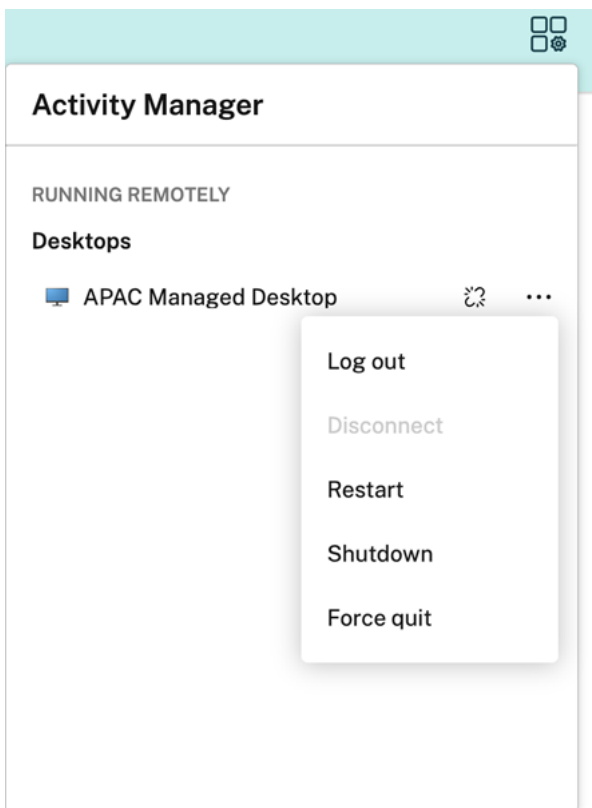 Activity Manager
RUNNING REMOTELY
Desktops
APAC Managed Desktop
Log out
Disconnect
Restart
Shutdown
Force quit